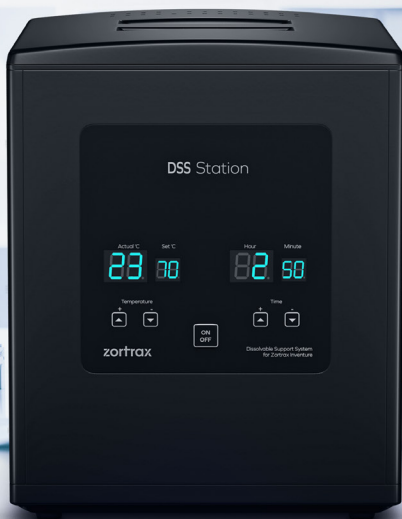 DSS Station
Actual °C Set °C Hour Minute
23 70 2 50
Temperature Time
+ - + -
ON
OFF
zortrax
Dissolvable Support System
for Zortrax Inventure